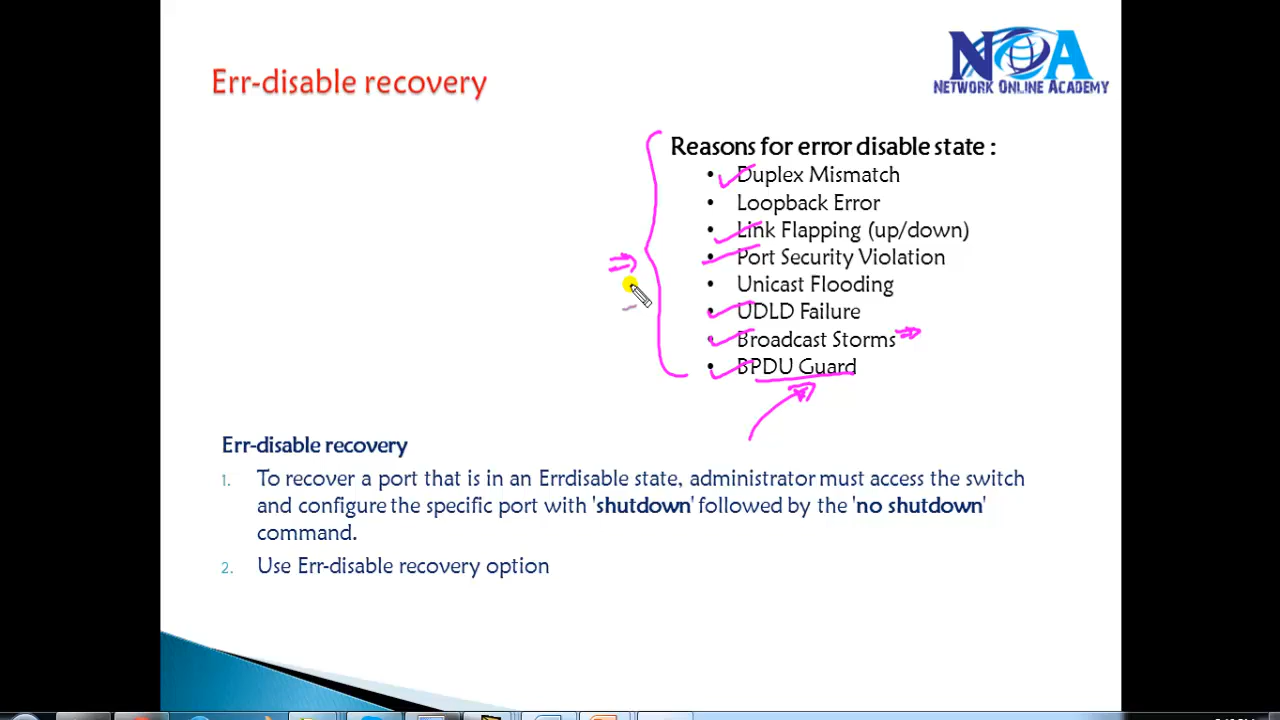 Err-disable recovery
NOA
NETWORK ONLINE ACADEMY
Reasons for error disable state :
• Duplex Mismatch
• Loopback Error
• Link Flapping (up/down)
• Port Security Violation
• Unicast Flooding
• UDLD Failure
• Broadcast Storms
• BPDU Guard
Err-disable recovery
1. To recover a port that is in an Errdisable state, administrator must access the switch
and configure the specific port with 'shutdown' followed by the 'no shutdown'
command.
2. Use Err-disable recovery option